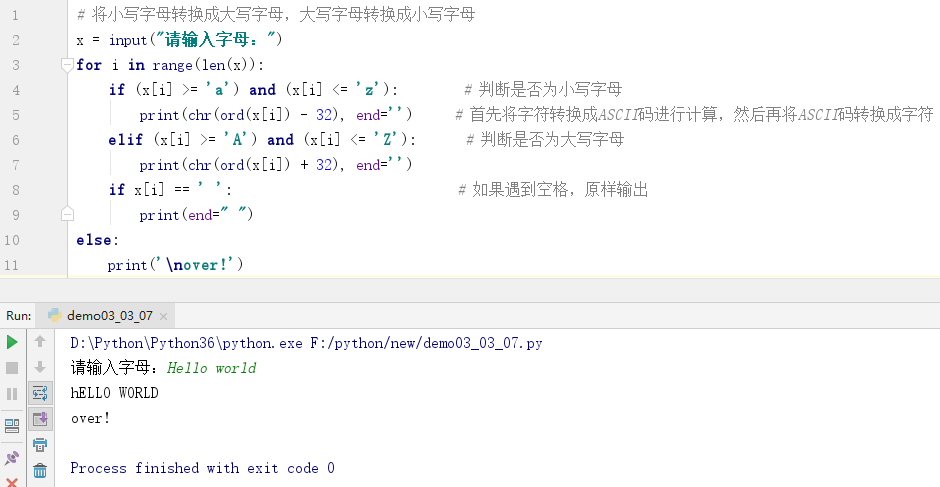 1 # 将小写字母转换成大写字母，大写字母转换成小写字母
2 x = input("请输入字母：")
3 for i in range(len(x)):
4 if (x[i] >= 'a') and (x[i] <= 'z'): # 判断是否为小写字母
5 print(chr(ord(x[i]) - 32), end='') # 首先将字符转换成ASCII码进行计算，然后再将ASCII码转换成字符
6 elif (x[i] >= 'A') and (x[i] <= 'Z'): # 判断是否为大写字母
7 print(chr(ord(x[i]) + 32), end='')
8 if x[i] == ' ': # 如果遇到空格，原样输出
9 print(end=" ")
10 else:
11 print('\nover!')
Run: demo03_03_07
D:\Python\Python36\python.exe F:/python/new/demo03_03_07.py
请输入字母：Hello world
hELLO WORLD
over!
Process finished with exit code 0